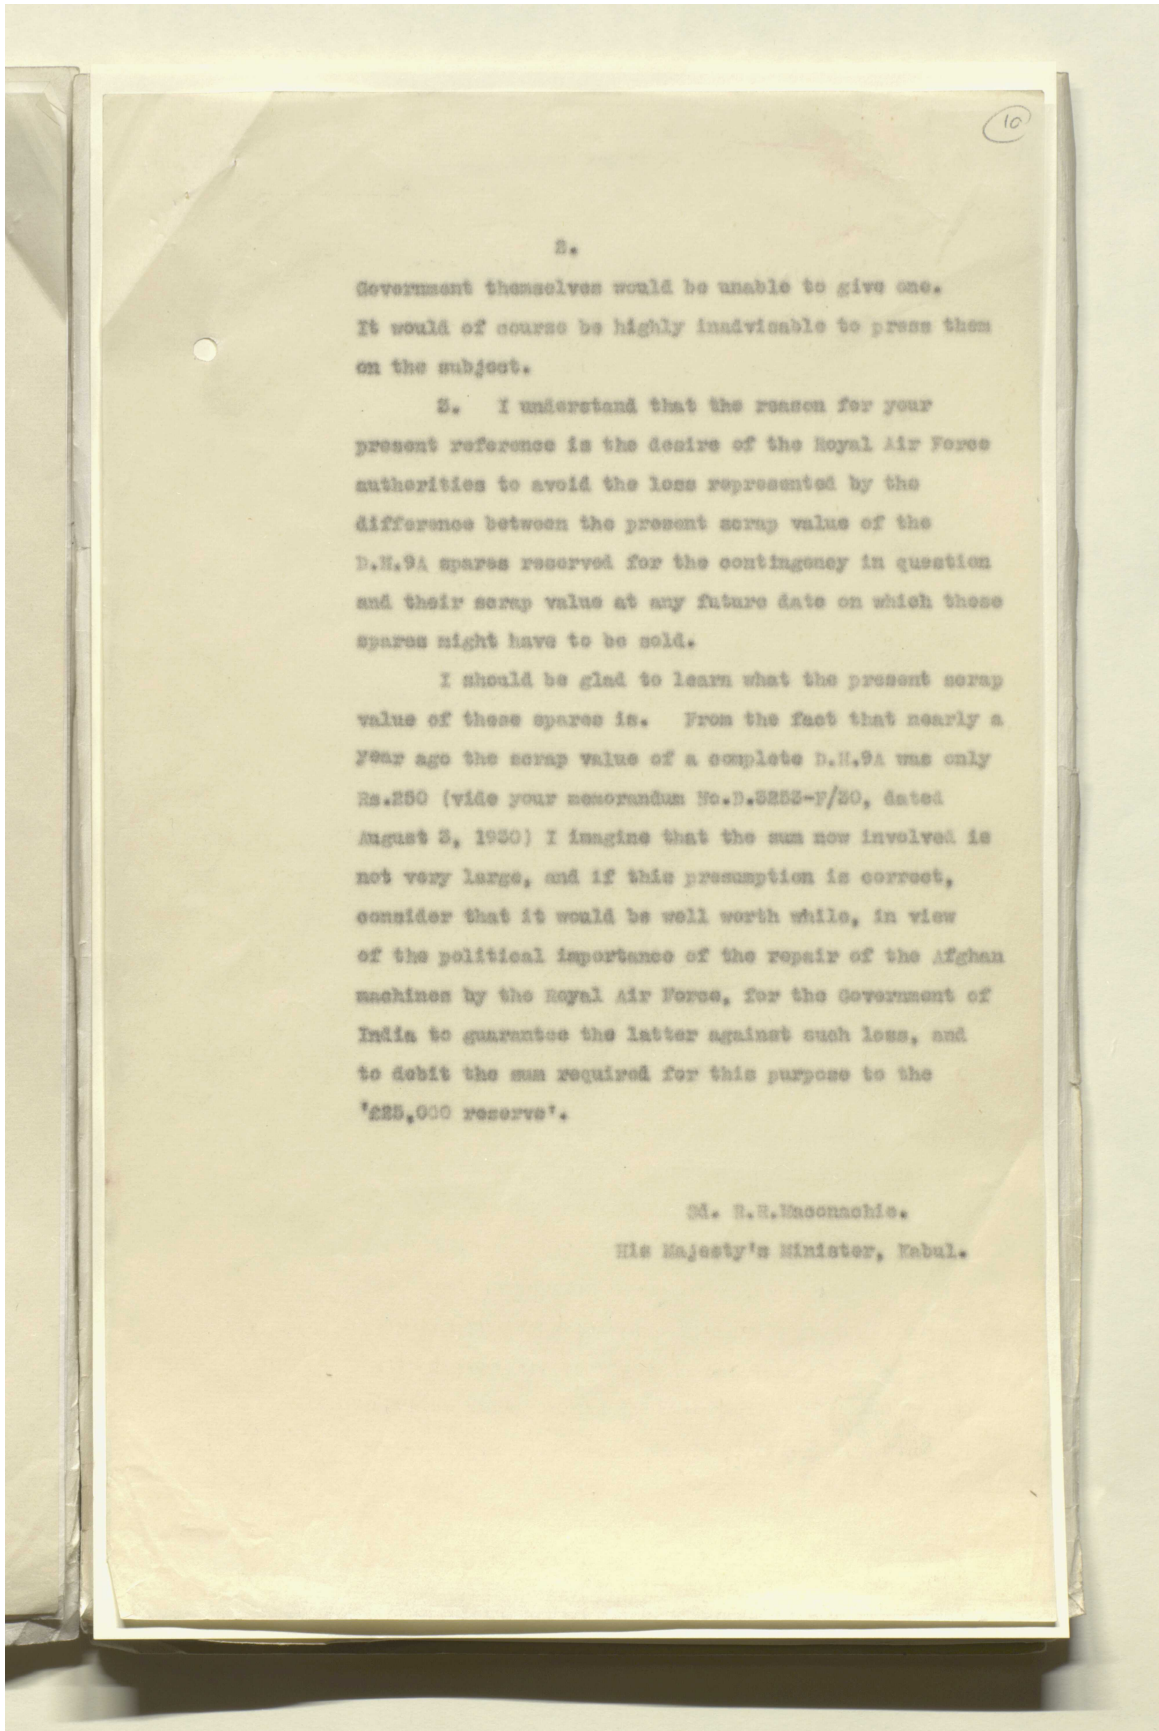 10
2.
Government themselves would be unable to give one.
It would of course be highly inadvisable to press them
on the subject.
3. I understand that the reason for your
present reference is the desire of the Royal Air Force
authorities to avoid the loss represented by the
difference between the present scrap value of the
D.H.9A spares reserved for the contingency in question
and their scrap value at any future date on which these
spares might have to be sold.
I should be glad to learn what the present scrap
value of these spares is. From the fact that nearly a
year ago the scrap value of a complete D.H.9A was only
Rs.250 (vide your memorandum No.D.3253-F/30, dated
August 3, 1930) I imagine that the sum now involved is
not very large, and if this presumption is correct,
consider that it would be well worth while, in view
of the political importance of the repair of the Afghan
machines by the Royal Air Force, for the Government of
India to guarantee the latter against such loss, and
to debit the sum required for this purpose to the
'£25,000 reserve'.
Sd. R.R.Maconachie.
His Majesty's Minister, Kabul.